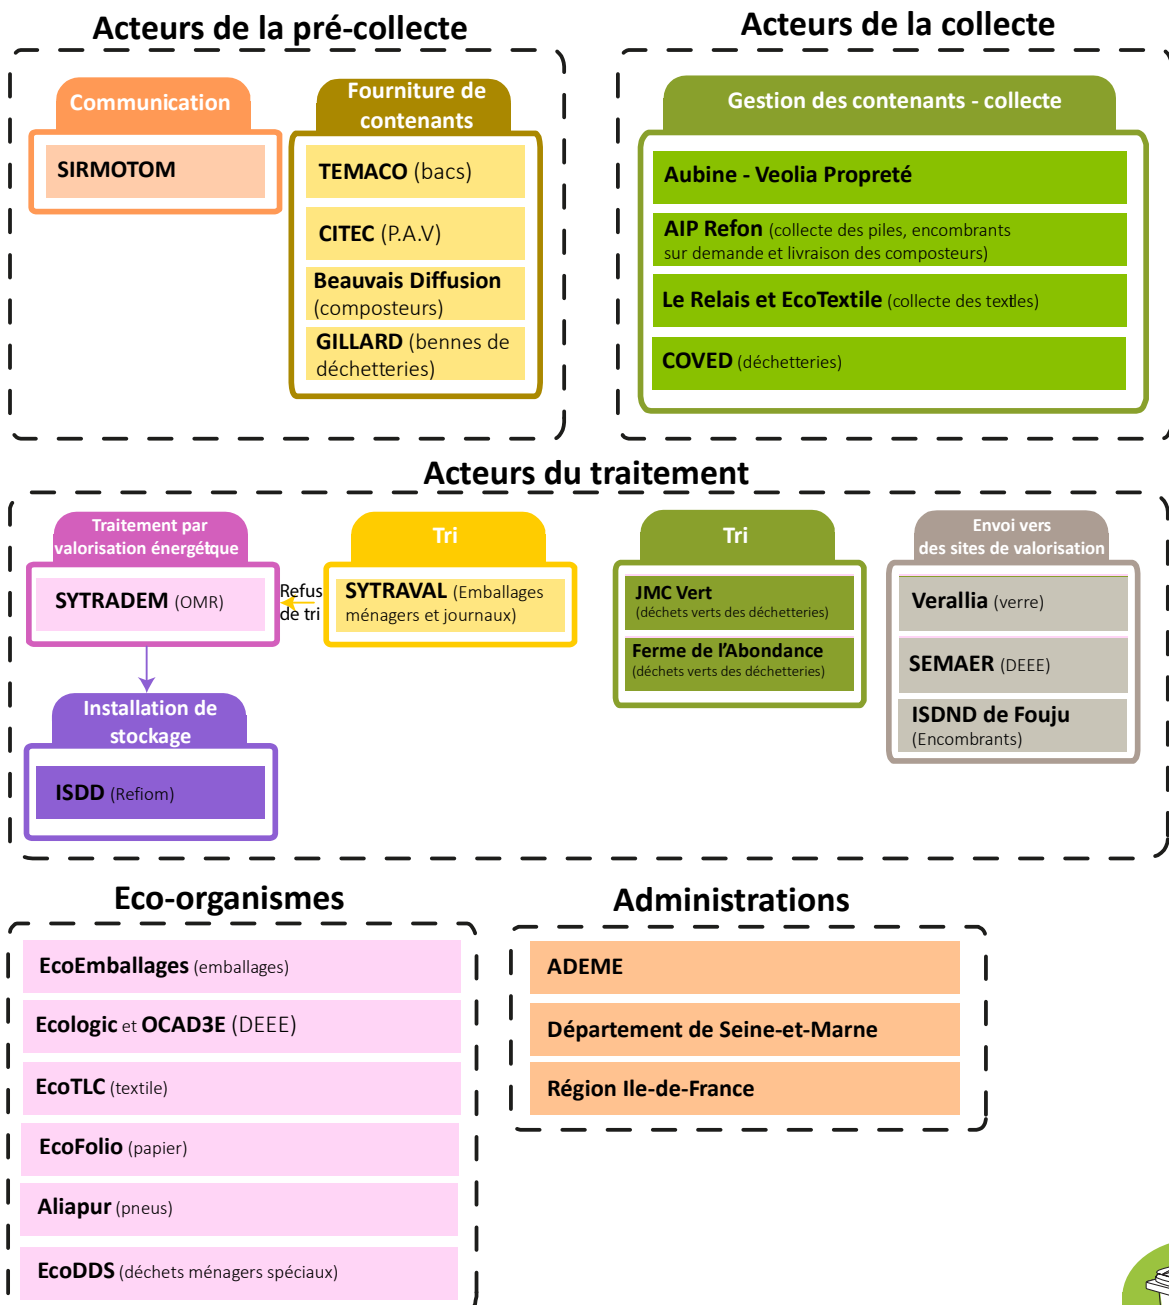 Acteurs de la pré-collecte
Communication
SIRMOTOM
Fourniture de
contenants
TEMACO (bacs)
CITEC (P.A.V)
Beauvais Diffusion
(composteurs)
GILLARD (bennes de
déchetteries)
Acteurs de la collecte
Gestion des contenants - collecte
Aubine - Veolia Propreté
AIP Refon (collecte des piles, encombrants
sur demande et livraison des composteurs)
Le Relais et EcoTextile (collecte des textiles)
COVED (déchetteries)
Acteurs du traitement
Traitement par
valorisation énergétique
SYTRADEM (OMR)
Refus
de tri
Tri
SYTRAVAL (Emballages
ménagers et journaux)
Installation de
stockage
ISDD (Refiom)
Tri
JMC Vert
(déchets verts des déchetteries)
Ferme de l'Abondance
(déchets verts des déchetteries)
Envoi vers
des sites de valorisation
Verallia (verre)
SEMAER (DEEE)
ISDND de Fouju
(Encombrants)
Eco-organismes
EcoEmballages (emballages)
Ecologic et OCAD3E (DEEE)
EcoTLC (textile)
EcoFolio (papier)
Aliapur (pneus)
EcoDDS (déchets ménagers spéciaux)
Administrations
ADEME
Département de Seine-et-Marne
Région Ile-de-France